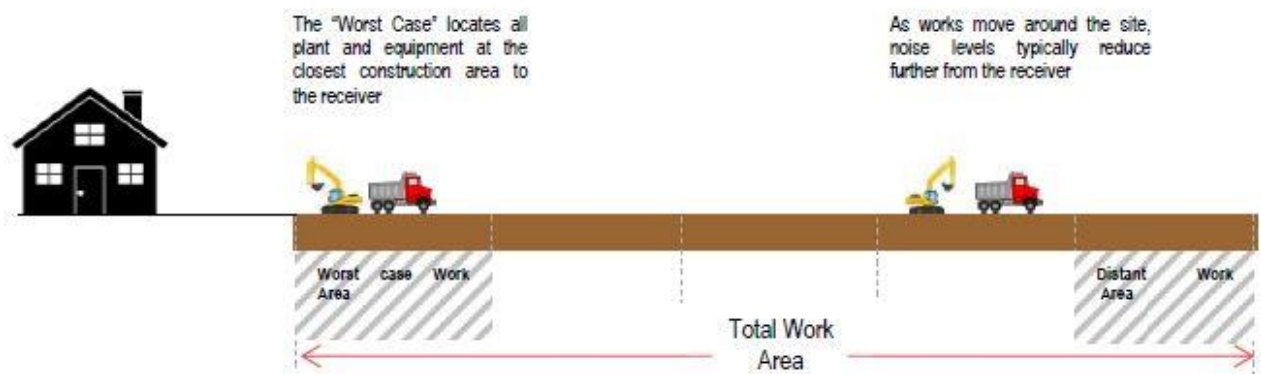 The “Worst Case” locates all
plant and equipment at the
closest construction area to
the receiver
As works move around the site,
noise levels typically reduce
further from the receiver
Worst case Work
Area
Distant Work
Area
Total Work
Area